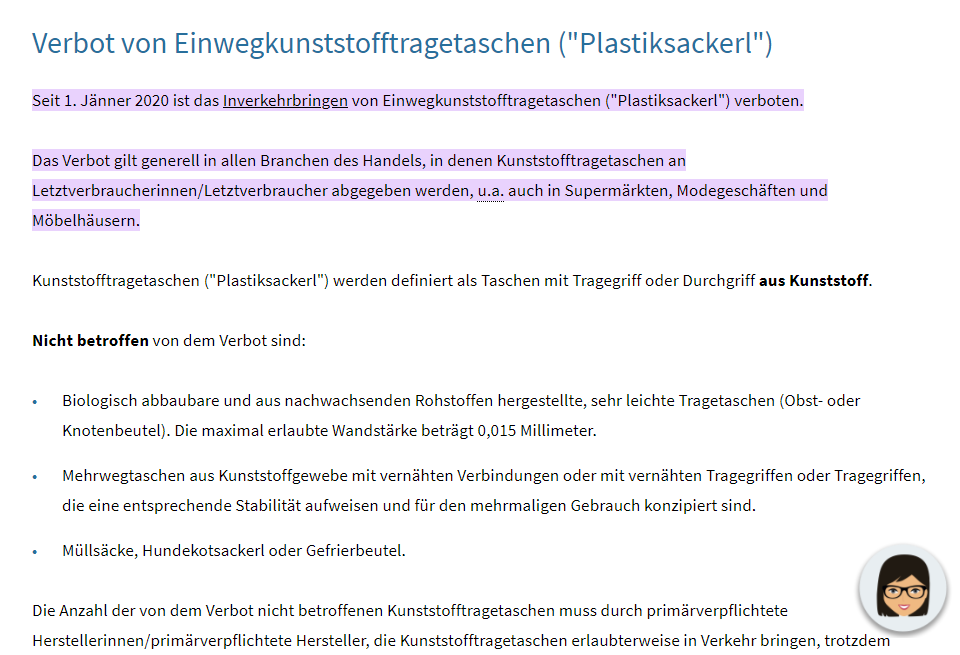 Verbot von Einwegkunststofftragetaschen ("Plastiksackerl")
Seit 1. Jänner 2020 ist das Inverkehrbringen von Einwegkunststofftragetaschen ("Plastiksackerl") verboten.
Das Verbot gilt generell in allen Branchen des Handels, in denen Kunststofftragetaschen an
Letztverbraucherinnen/Letztverbraucher abgegeben werden, u.a. auch in Supermärkten, Modegeschäften und
Möbelhäusern.
Kunststofftragetaschen ("Plastiksackerl") werden definiert als Taschen mit Tragegriff oder Durchgriff aus Kunststoff.
Nicht betroffen von dem Verbot sind:
• Biologisch abbaubare und aus nachwachsenden Rohstoffen hergestellte, sehr leichte Tragetaschen (Obst- oder
Knotenbeutel). Die maximal erlaubte Wandstärke beträgt 0,015 Millimeter.
• Mehrwegtaschen aus Kunststoffgewebe mit vernähten Verbindungen oder mit vernähten Tragegriffen oder Tragegriffen,
die eine entsprechende Stabilität aufweisen und für den mehrmaligen Gebrauch konzipiert sind.
• Müllsäcke, Hundekotsackerl oder Gefrierbeutel.
Die Anzahl der von dem Verbot nicht betroffenen Kunststofftragetaschen muss durch primärverpflichtete
Herstellerinnen/primärverpflichtete Hersteller, die Kunststofftragetaschen erlaubterweise in Verkehr bringen, trotzdem